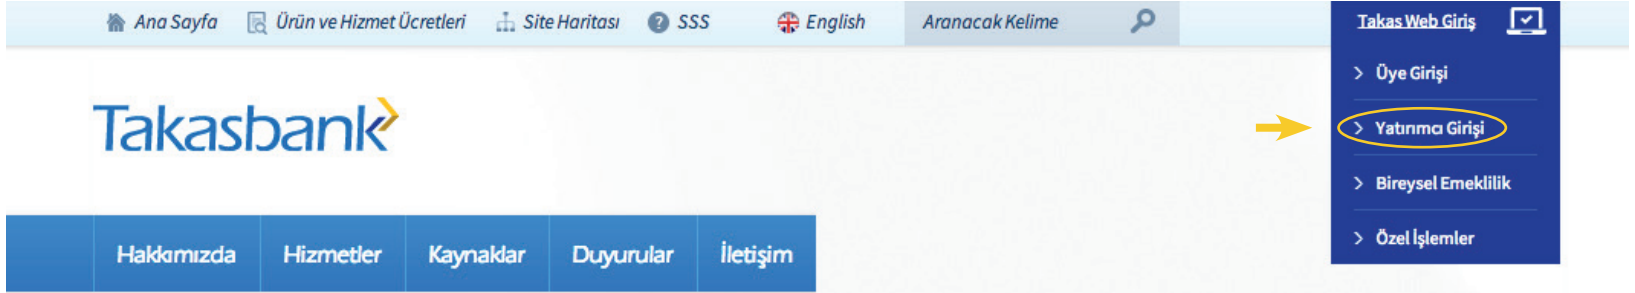 Ana Sayfa
Ürün ve Hizmet Ücretleri
Site Haritası
SSS
English
Aranacak Kelime
Takas Web Giriş
Üye Girişi
Yatırımcı Girişi
Bireysel Emeklilik
Özel İşlemler
Takasbank
Hakkımızda
Hizmetler
Kaynaklar
Duyurular
İletişim